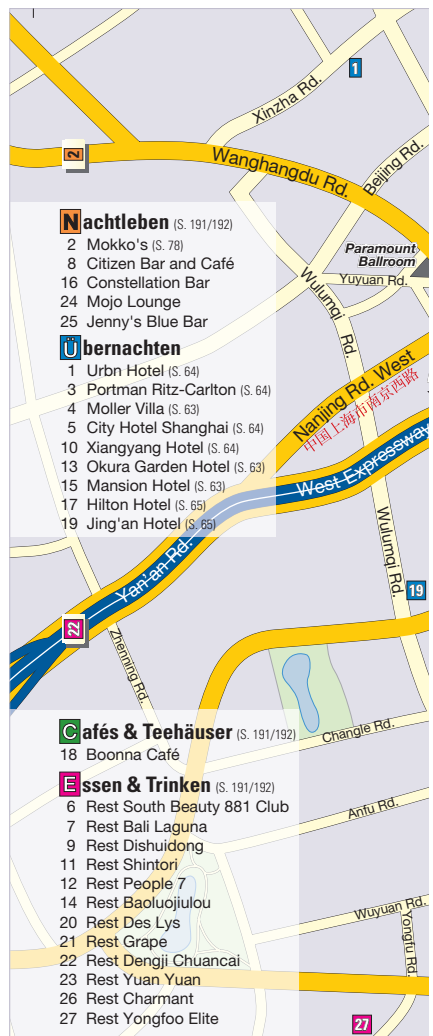 1
Xinzha Rd.
2
Wanghangdu Rd.
Beijing Rd.
Nachtleben (S. 191/192)
2 Mokko's (S. 78)
8 Citizen Bar and Café
16 Constellation Bar
24 Mojo Lounge
25 Jenny's Blue Bar
Paramount
Ballroom
Yuyuan Rd.
Wulumqi Rd.
Übernachten
1 Urbn Hotel (S. 64)
3 Portman Ritz-Carlton (S. 64)
4 Moller Villa (S. 63)
5 City Hotel Shanghai (S. 64)
10 Xiangyang Hotel (S. 64)
13 Okura Garden Hotel (S. 63)
15 Mansion Hotel (S. 63)
17 Hilton Hotel (S. 65)
19 Jing'an Hotel (S. 65)
Nanjing Rd. West
中国上海市南京西路
West Expressway
Yan'an Rd.
Wulumqi Rd.
19
22
Zhenning Rd.
Changle Rd.
Cafés & Teehäuser (S. 191/192)
18 Boonna Café
Essen & Trinken (S. 191/192)
6 Rest South Beauty 881 Club
7 Rest Bali Laguna
9 Rest Dishuidong
11 Rest Shintori
12 Rest People 7
14 Rest Baoluojiulou
20 Rest Des Lys
21 Rest Grape
22 Rest Dengji Chuancai
23 Rest Yuan Yuan
26 Rest Charmant
27 Rest Yongfoo Elite
Anfu Rd.
Wuyuan Rd.
Yongfu Rd.
27